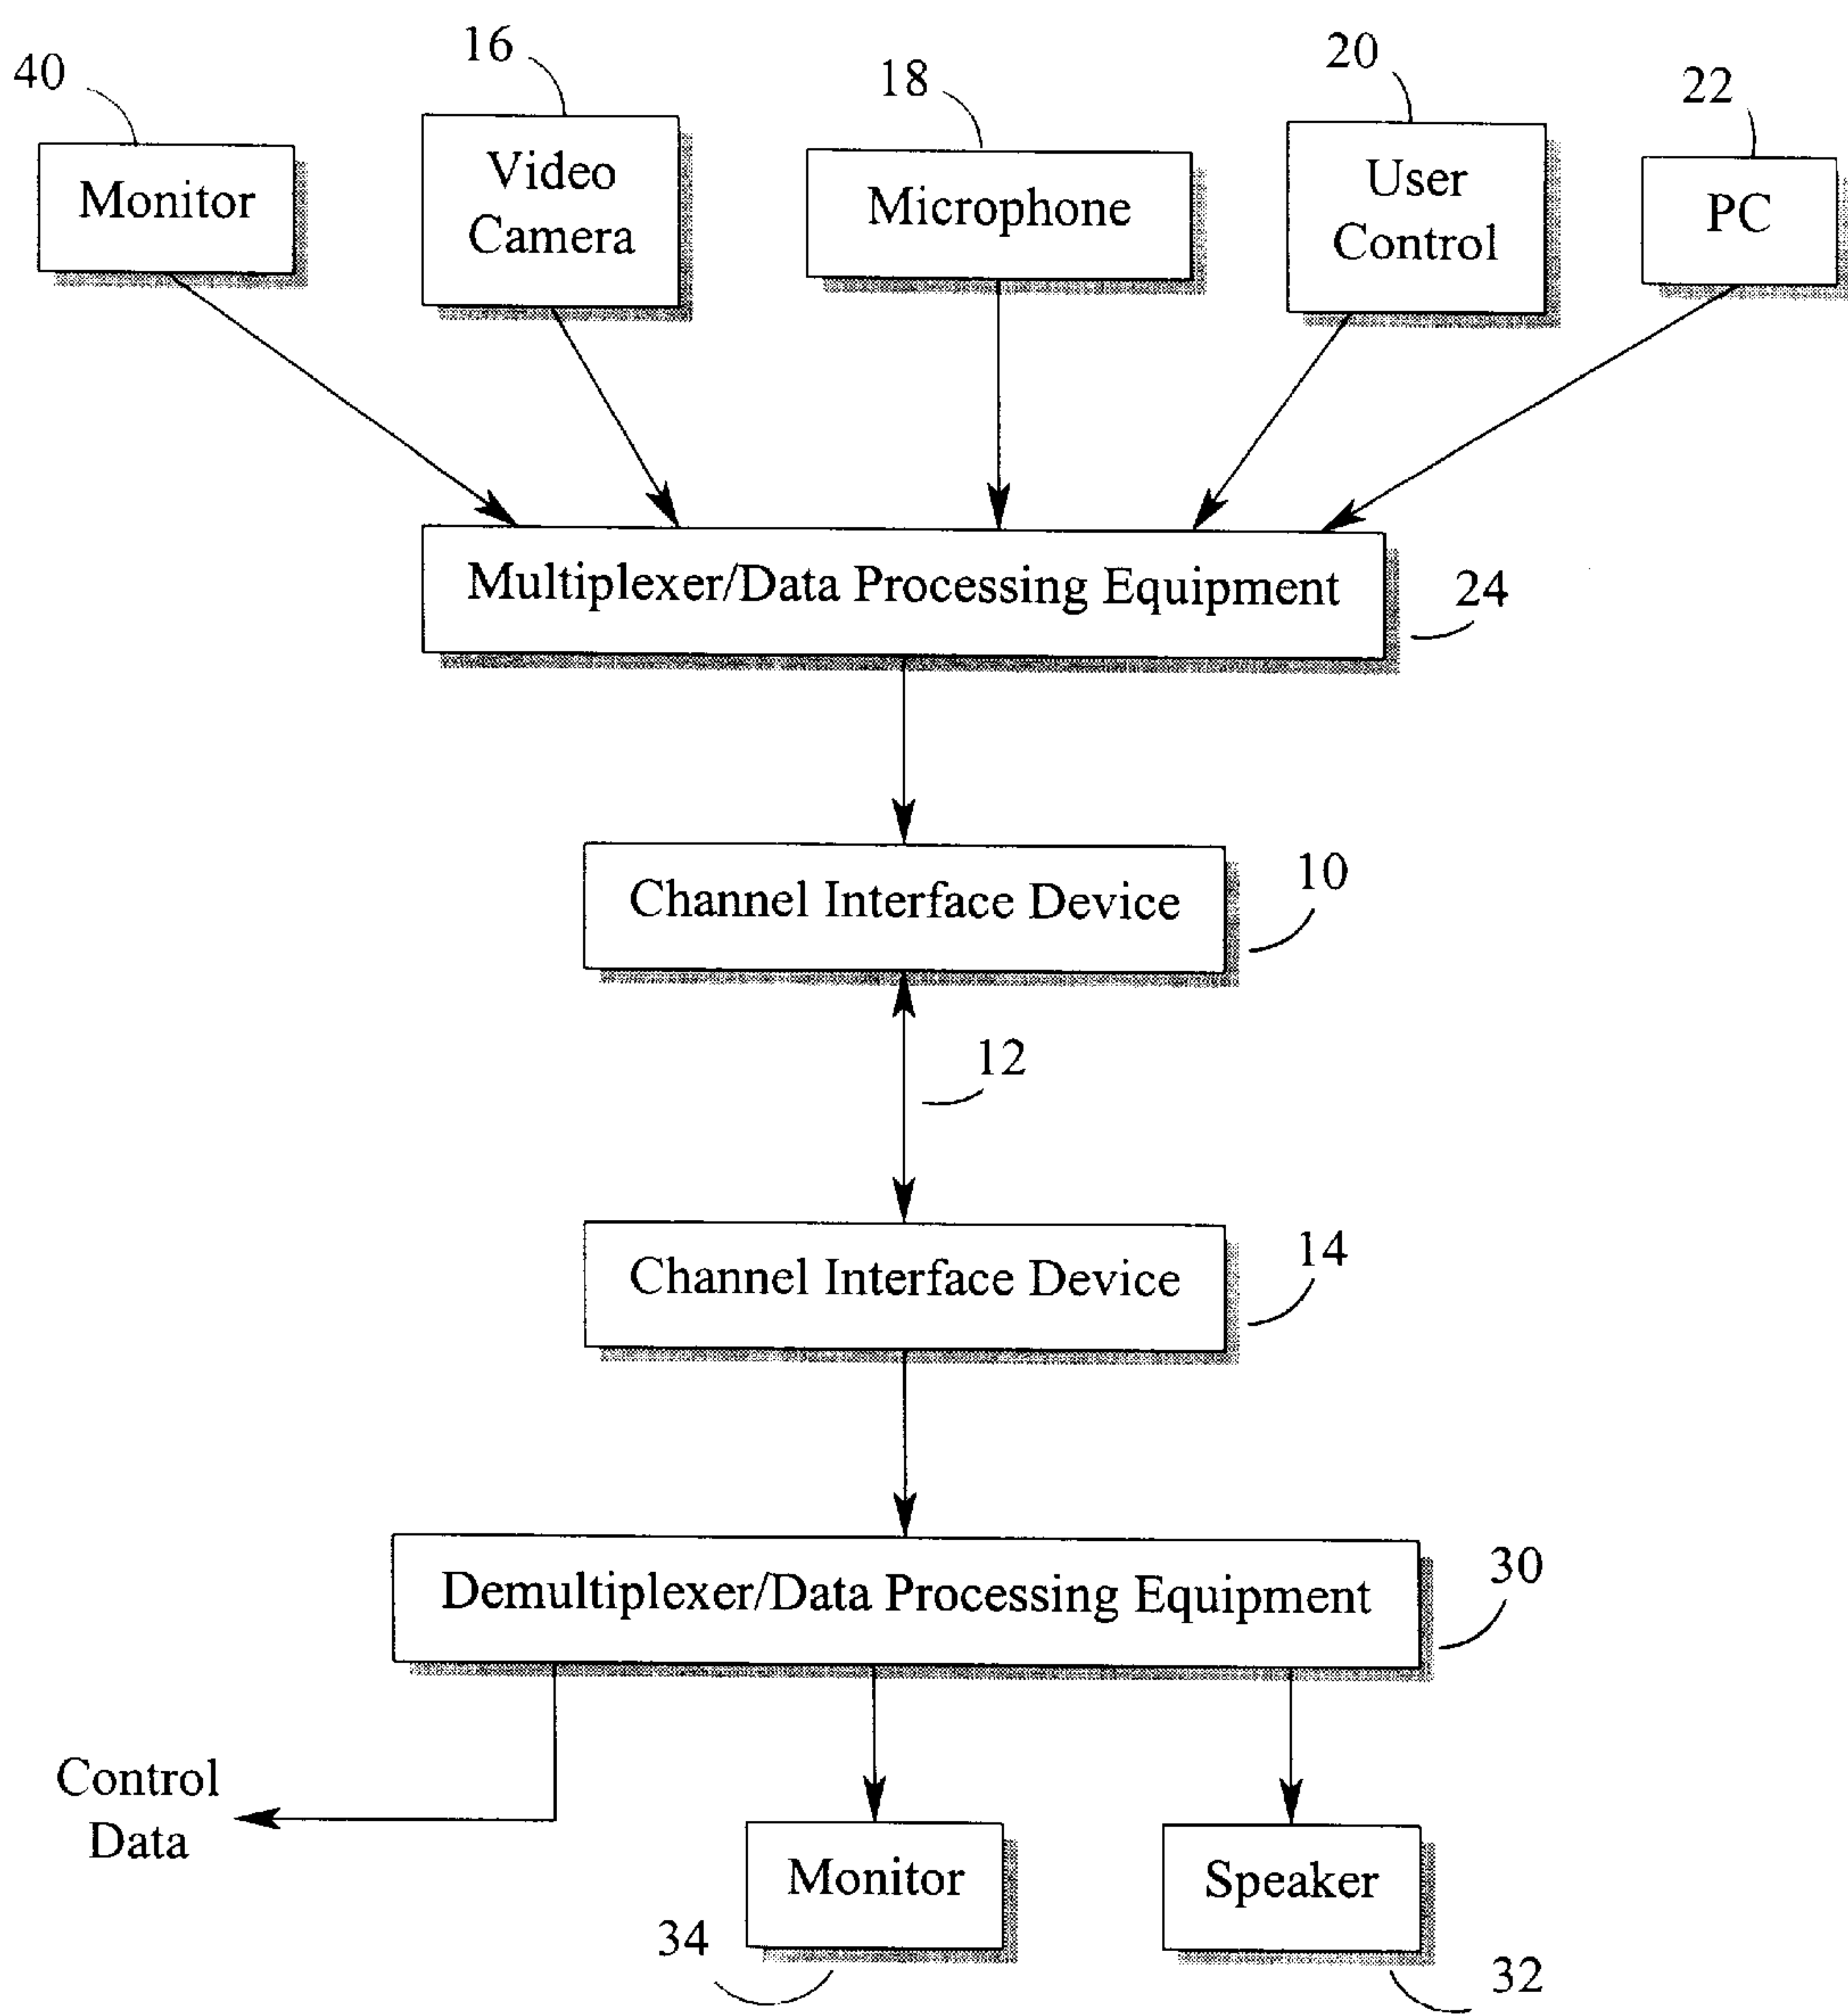 40
16
18
20
22
Monitor
Video
Camera
Microphone
User
Control
PC
Multiplexer/Data Processing Equipment
24
Channel Interface Device
10
12
Channel Interface Device
14
Demultiplexer/Data Processing Equipment
30
Control
Data
Monitor
34
Speaker
32